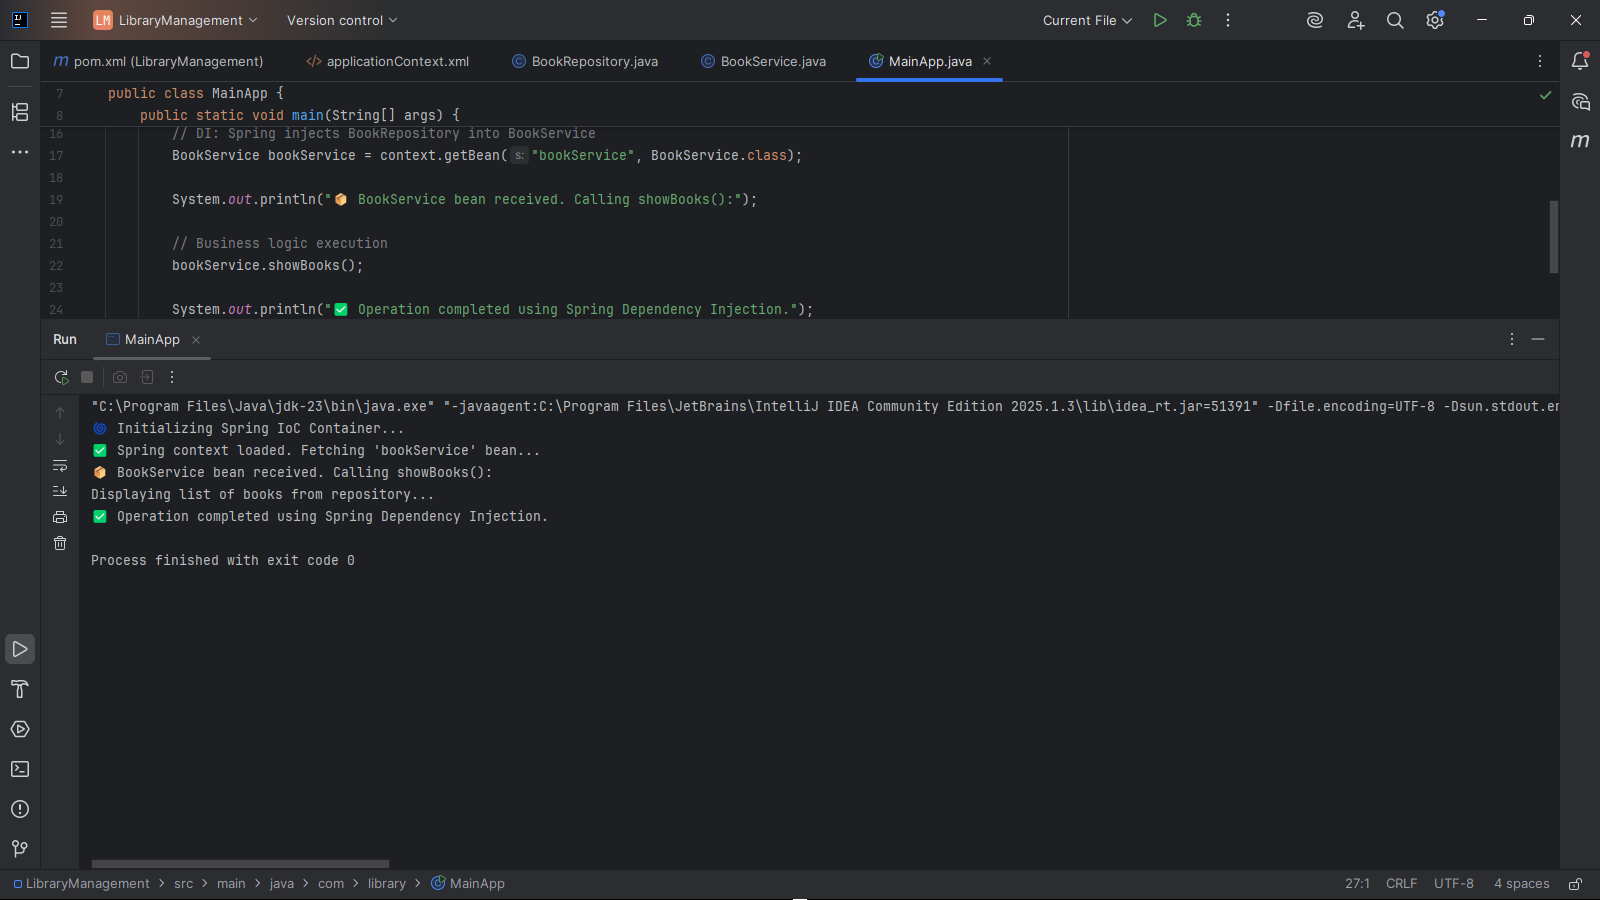 LM LibraryManagement Version control Current File
pom.xml (LibraryManagement) applicationContext.xml BookRepository.java BookService.java MainApp.java
7 public class MainApp {
8 public static void main(String[] args) {
16 // DI: Spring injects BookRepository into BookService
17 BookService bookService = context.getBean( s: "bookService", BookService.class);
18
19 System.out.println("📦 BookService bean received. Calling showBooks():");
20
21 // Business logic execution
22 bookService.showBooks();
23
24 System.out.println("✅ Operation completed using Spring Dependency Injection.");
Run MainApp
"C:\Program Files\Java\jdk-23\bin\java.exe" "-javaagent:C:\Program Files\JetBrains\IntelliJ IDEA Community Edition 2025.1.3\lib\idea_rt.jar=51391" -Dfile.encoding=UTF-8 -Dsun.stdout.en
🌀 Initializing Spring IoC Container...
✅ Spring context loaded. Fetching 'bookService' bean...
📦 BookService bean received. Calling showBooks():
Displaying list of books from repository...
✅ Operation completed using Spring Dependency Injection.
Process finished with exit code 0
LibraryManagement > src > main > java > com > library > MainApp 27:1 CRLF UTF-8 4 spaces